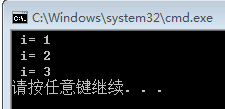 C:\Windows\system32\cmd.exe
i= 1
i= 2
i= 3
请按任意键继续. . .